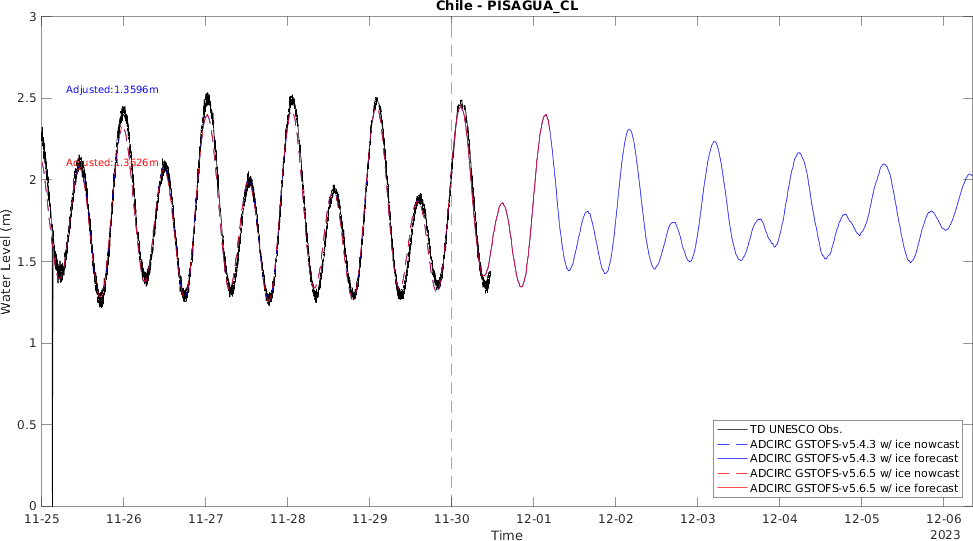 Chile - PISAGUA_CL
3
2.5
2
1.5
1
0.5
0
Water Level (m)
Adjusted:1.3596m
Adjusted:1.3626m
TD UNESCO Obs.
ADCIRC GSTOFS-v5.4.3 w/ ice nowcast
ADCIRC GSTOFS-v5.4.3 w/ ice forecast
ADCIRC GSTOFS-v5.6.5 w/ ice nowcast
ADCIRC GSTOFS-v5.6.5 w/ ice forecast
11-25 11-26 11-27 11-28 11-29 11-30 12-01 12-02 12-03 12-04 12-05 12-06
Time
2023